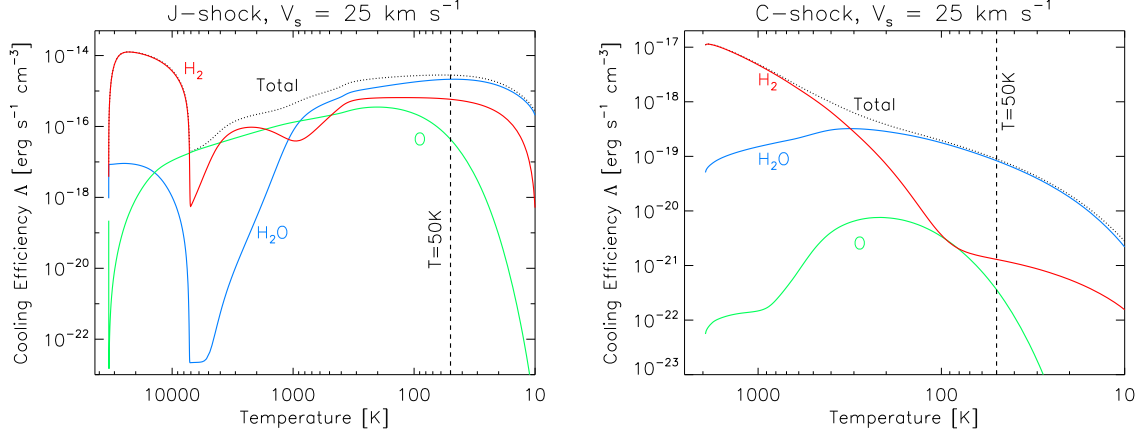 J-shock, Vₛ = 25 km s⁻¹
Cooling Efficiency Λ [erg s⁻¹ cm⁻³]
10⁻¹⁴
10⁻¹⁶
10⁻¹⁸
10⁻²⁰
10⁻²²
H₂
Total
O
H₂O
T=50K
10000 1000 100 10
Temperature [K]
C-shock, Vₛ = 25 km s⁻¹
Cooling Efficiency Λ [erg s⁻¹ cm⁻³]
10⁻¹⁷
10⁻¹⁸
10⁻¹⁹
10⁻²⁰
10⁻²¹
10⁻²²
10⁻²³
H₂
Total
T=50K
H₂O
O
1000 100 10
Temperature [K]